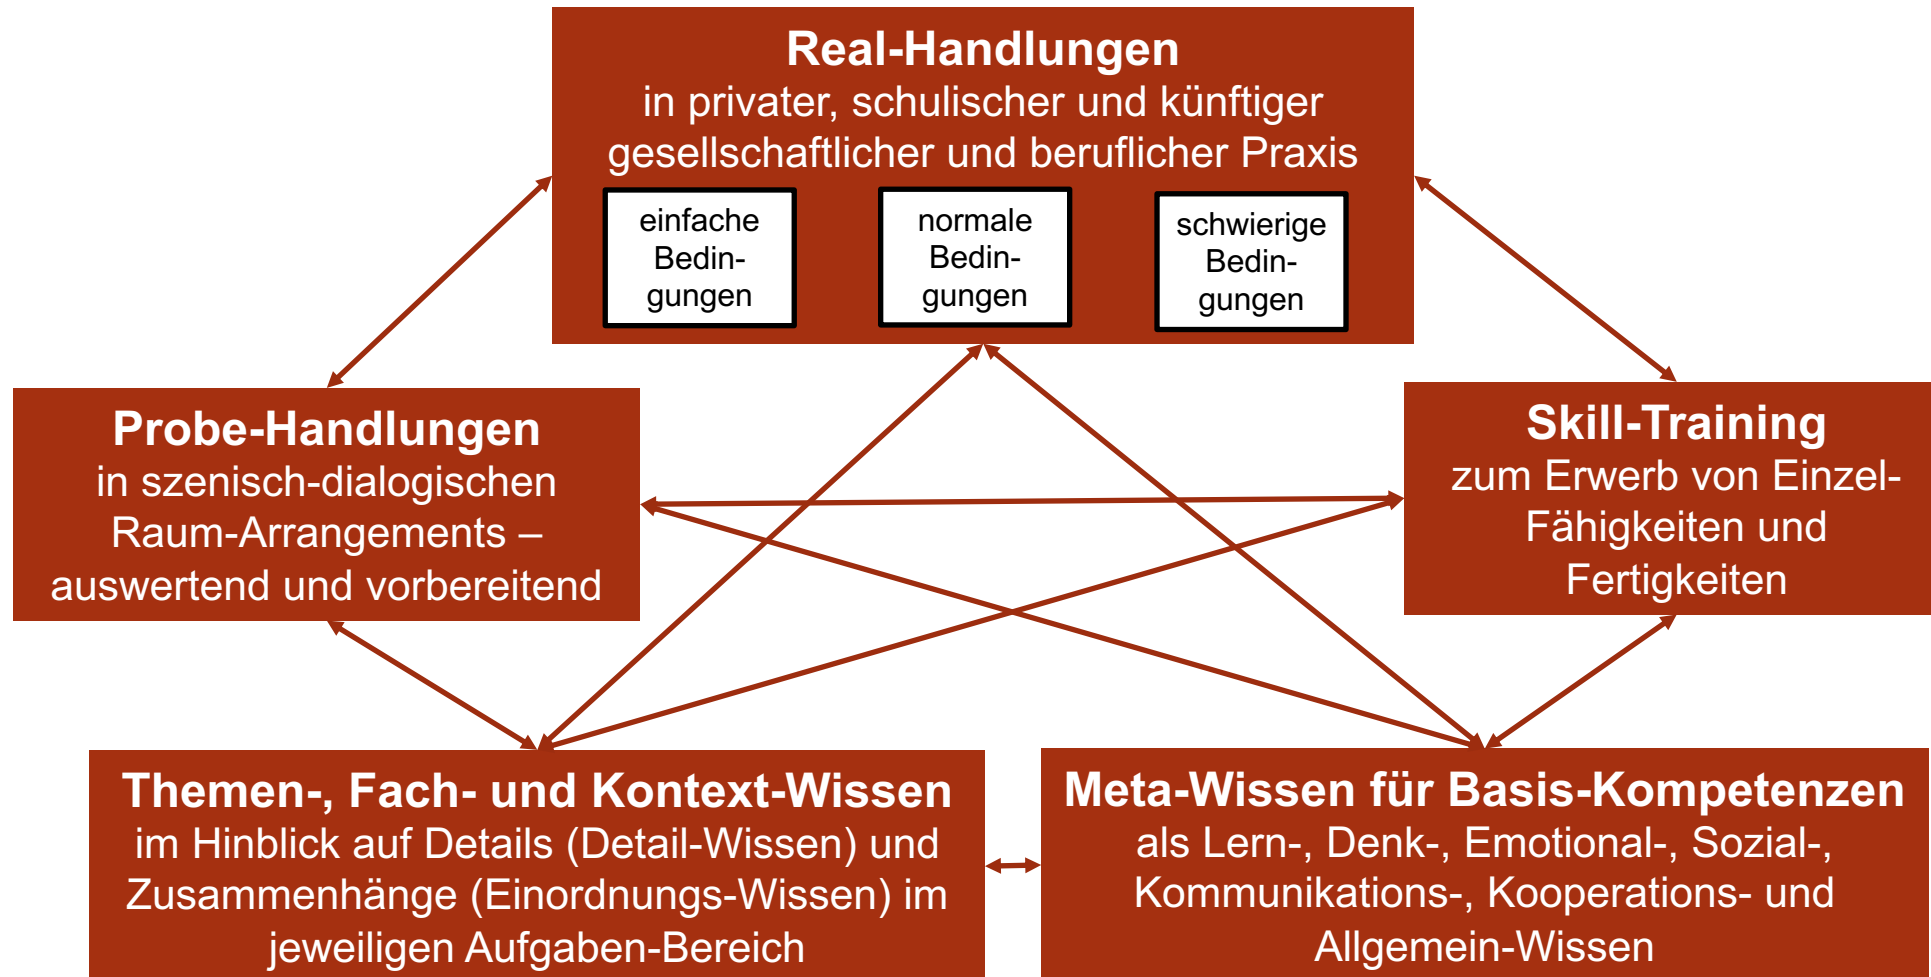 Real-Handlungen
in privater, schulischer und künftiger
gesellschaftlicher und beruflicher Praxis
einfache
Bedin-
gungen
normale
Bedin-
gungen
schwierige
Bedin-
gungen
Probe-Handlungen
in szenisch-dialogischen
Raum-Arrangements –
auswertend und vorbereitend
Skill-Training
zum Erwerb von Einzel-
Fähigkeiten und
Fertigkeiten
Themen-, Fach- und Kontext-Wissen
im Hinblick auf Details (Detail-Wissen) und
Zusammenhänge (Einordnungs-Wissen) im
jeweiligen Aufgaben-Bereich
Meta-Wissen für Basis-Kompetenzen
als Lern-, Denk-, Emotional-, Sozial-,
Kommunikations-, Kooperations- und
Allgemein-Wissen